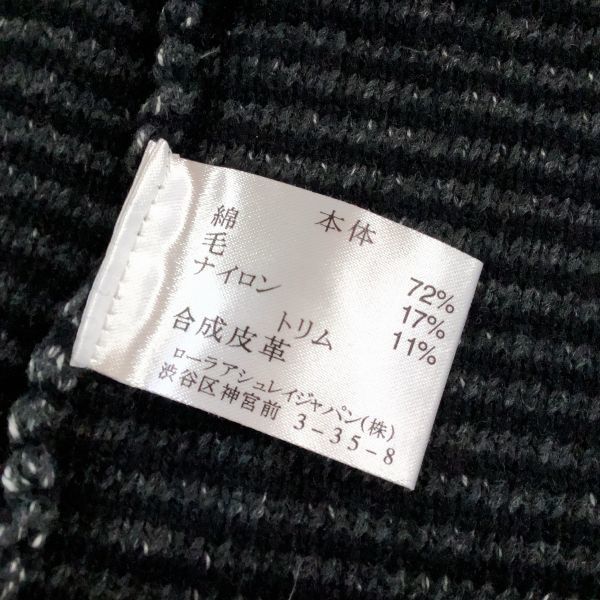 本体
綿 72%
毛 17%
ナイロン 11%
トリム
合成皮革
ローラアシュレイジャパン(株)
渋谷区神宮前 3-35-8